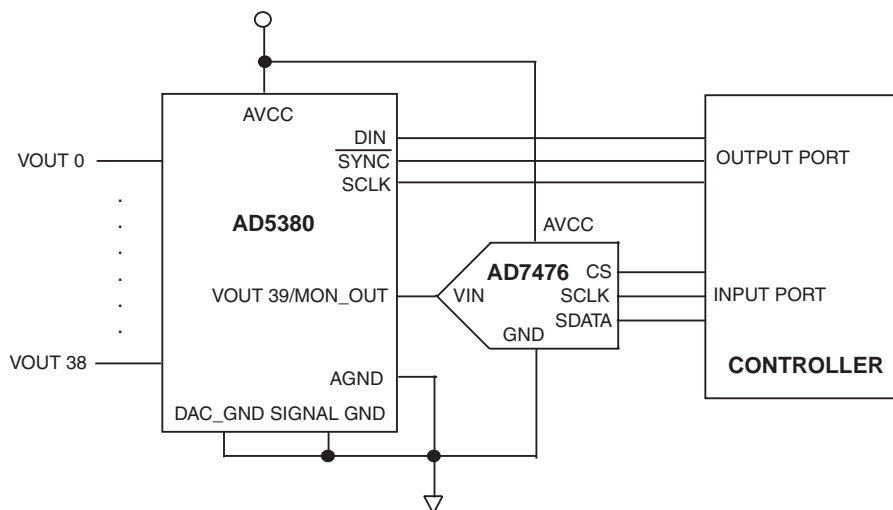 AVCC
DIN
SYNC
SCLK
OUTPUT PORT
VOUT 0
AD5380
AVCC
AD7476
CS
VOUT 39/MON_OUT
VIN
SCLK
INPUT PORT
SDATA
GND
VOUT 38
AGND
CONTROLLER
DAC_GND SIGNAL GND